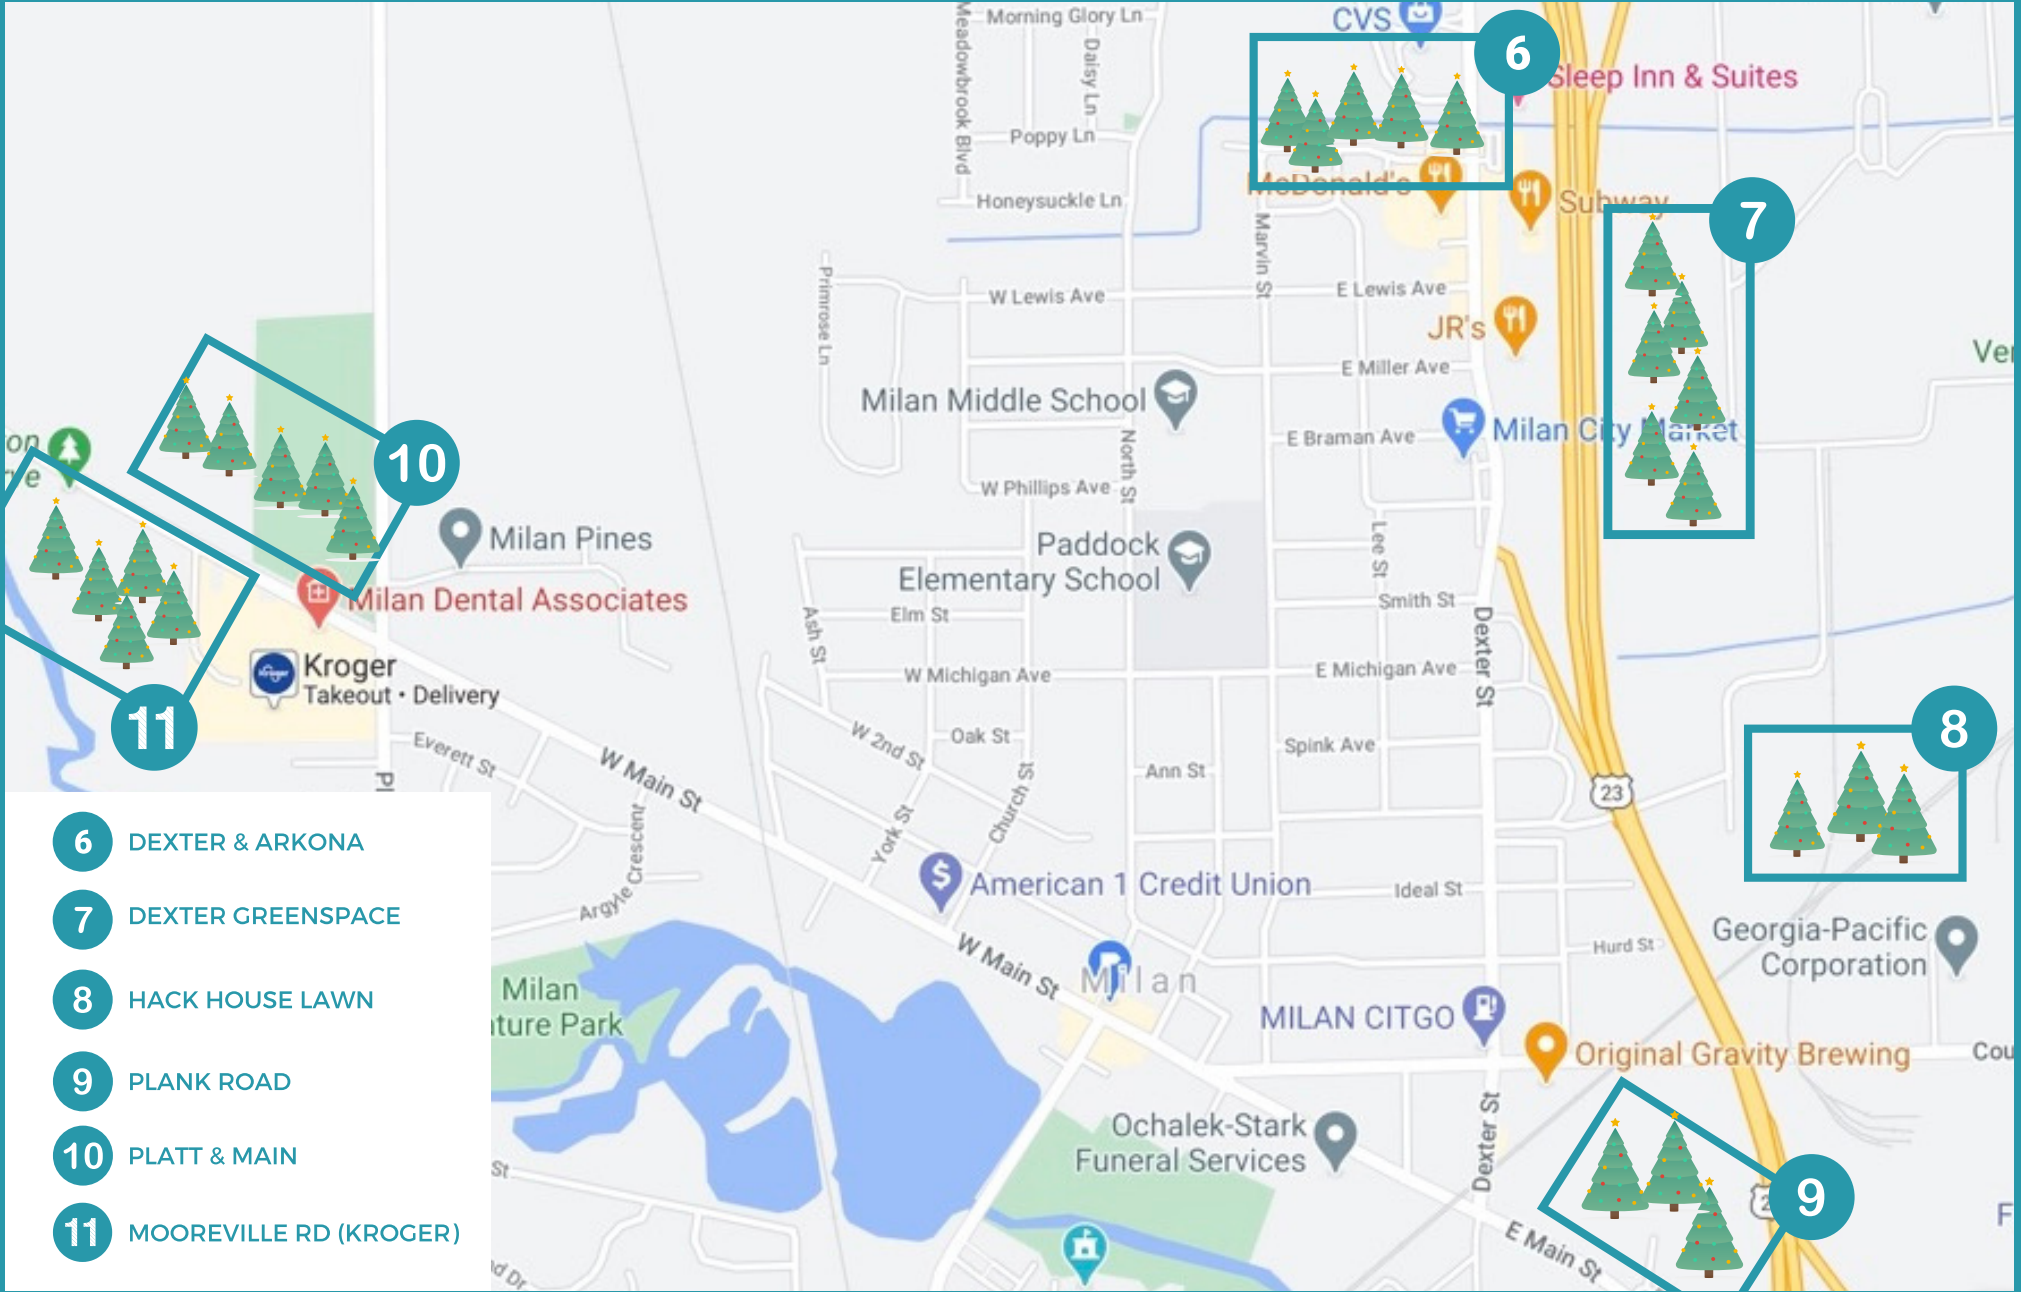 Morning Glory Ln
CVS
6
Meadowbrook Blvd
Daisy Ln
Sleep Inn & Suites
Poppy Ln
McDonald's
Subway
Honeysuckle Ln
7
Marvin St
Primrose Ln
W Lewis Ave
E Lewis Ave
JR's
E Miller Ave
Milan Middle School
Milan City Market
E Braman Ave
North St
10
W Phillips Ave
Milan Pines
Paddock
Elementary School
Lee St
Milan Dental Associates
Smith St
Elm St
Ash St
Dexter St
Kroger
Kroger
Takeout • Delivery
W Michigan Ave
E Michigan Ave
11
Everett St
W 2nd St
Oak St
Spink Ave
8
W Main St
Ann St
23
Church St
York St
Argyle Crescent
American 1 Credit Union
Ideal St
W Main St
Hurd St
Georgia-Pacific
Corporation
Milan
Milan
ture Park
MILAN CITGO
Original Gravity Brewing
Cou
Ochalek-Stark
Funeral Services
Dexter St
9
St
E Main St
d Dr
6 DEXTER & ARKONA
7 DEXTER GREENSPACE
8 HACK HOUSE LAWN
9 PLANK ROAD
10 PLATT & MAIN
11 MOOREVILLE RD (KROGER)